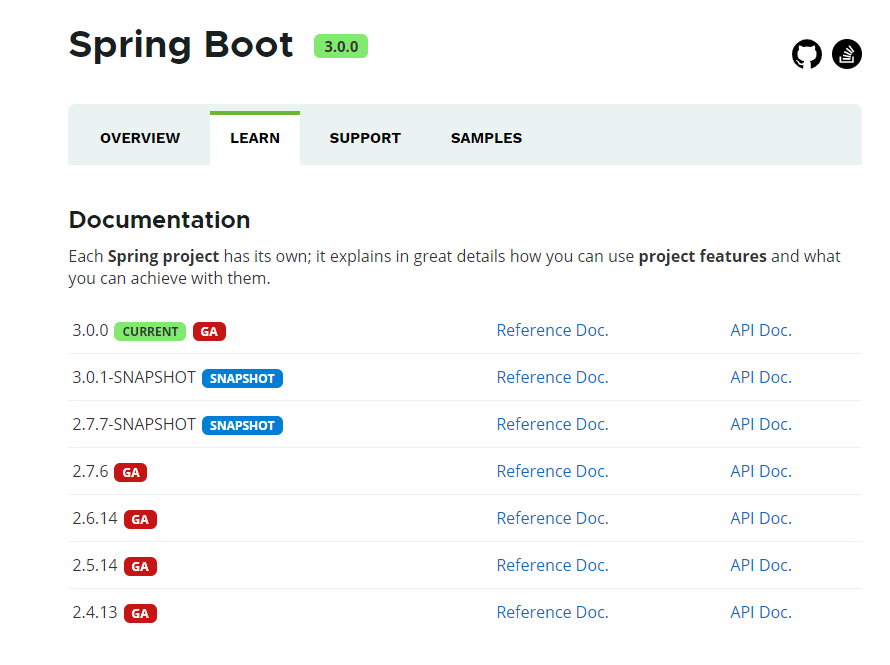 Spring Boot 3.0.0
OVERVIEW LEARN SUPPORT SAMPLES
Documentation
Each Spring project has its own; it explains in great details how you can use project features and what
you can achieve with them.
3.0.0 CURRENT GA Reference Doc. API Doc.
3.0.1-SNAPSHOT SNAPSHOT Reference Doc. API Doc.
2.7.7-SNAPSHOT SNAPSHOT Reference Doc. API Doc.
2.7.6 GA Reference Doc. API Doc.
2.6.14 GA Reference Doc. API Doc.
2.5.14 GA Reference Doc. API Doc.
2.4.13 GA Reference Doc. API Doc.